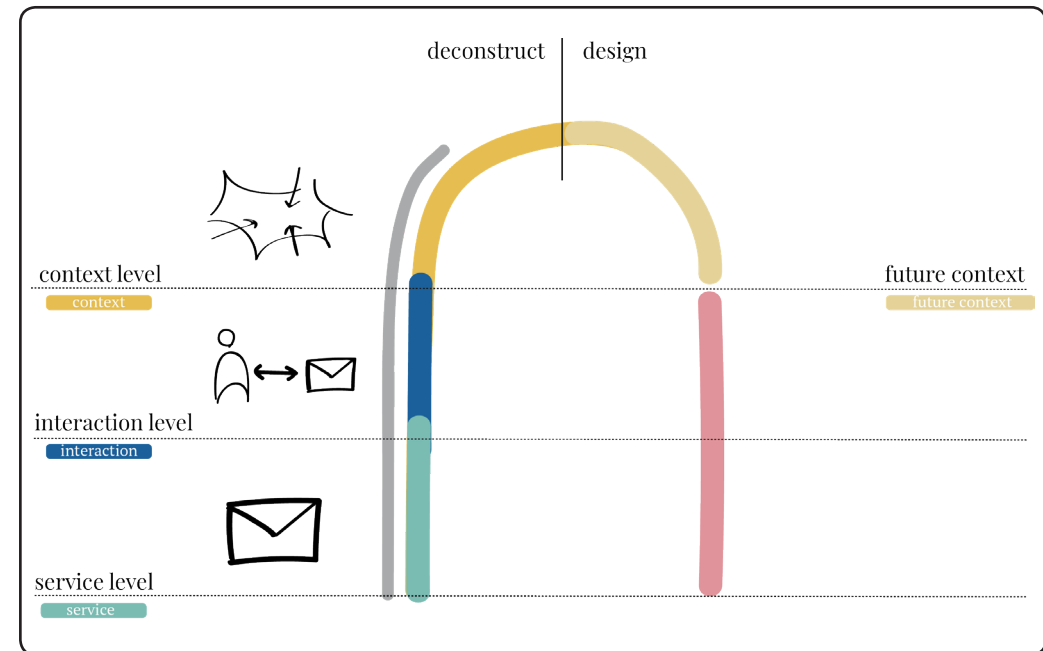 deconstruct
design
context level
context
future context
future context
interaction level
interaction
service level
service